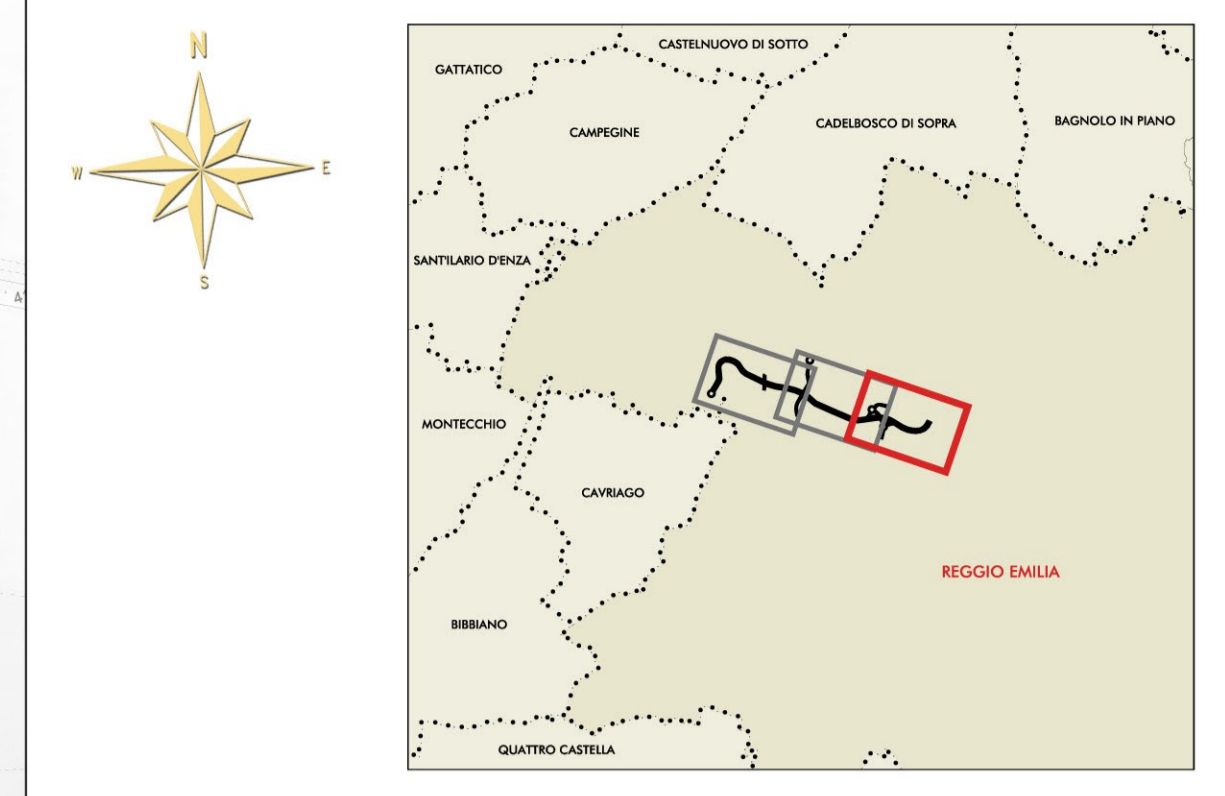 N
W
E
S
CASTELNUOVO DI SOTTO
GATTATICO
CAMPEGINE
CADELBOSCO DI SOPRA
BAGNOLO IN PIANO
SANT'ILARIO D'ENZA
MONTECCHIO
CAVRIAGO
REGGIO EMILIA
BIBBIANO
QUATTRO CASTELLA